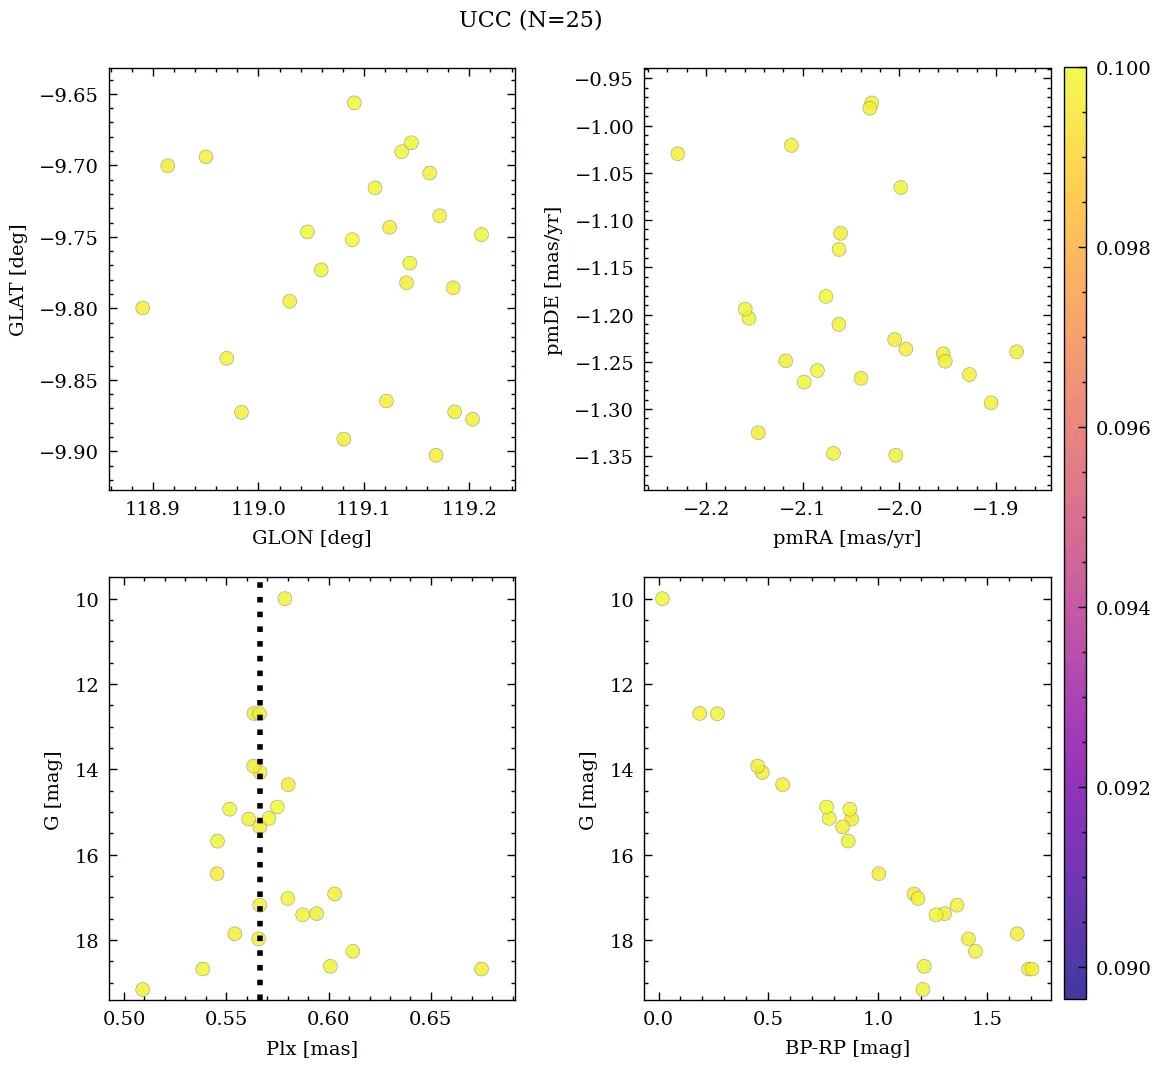 UCC (N=25)
−9.65
−9.70
−9.75
−9.80
−9.85
−9.90
GLAT [deg]
118.9 119.0 119.1 119.2
GLON [deg]
−0.95
−1.00
−1.05
−1.10
−1.15
−1.20
−1.25
−1.30
−1.35
pmDE [mas/yr]
−2.2 −2.1 −2.0 −1.9
pmRA [mas/yr]
10
12
14
16
18
G [mag]
0.50 0.55 0.60 0.65
Plx [mas]
10
12
14
16
18
G [mag]
0.0 0.5 1.0 1.5
BP-RP [mag]
0.100
0.098
0.096
0.094
0.092
0.090